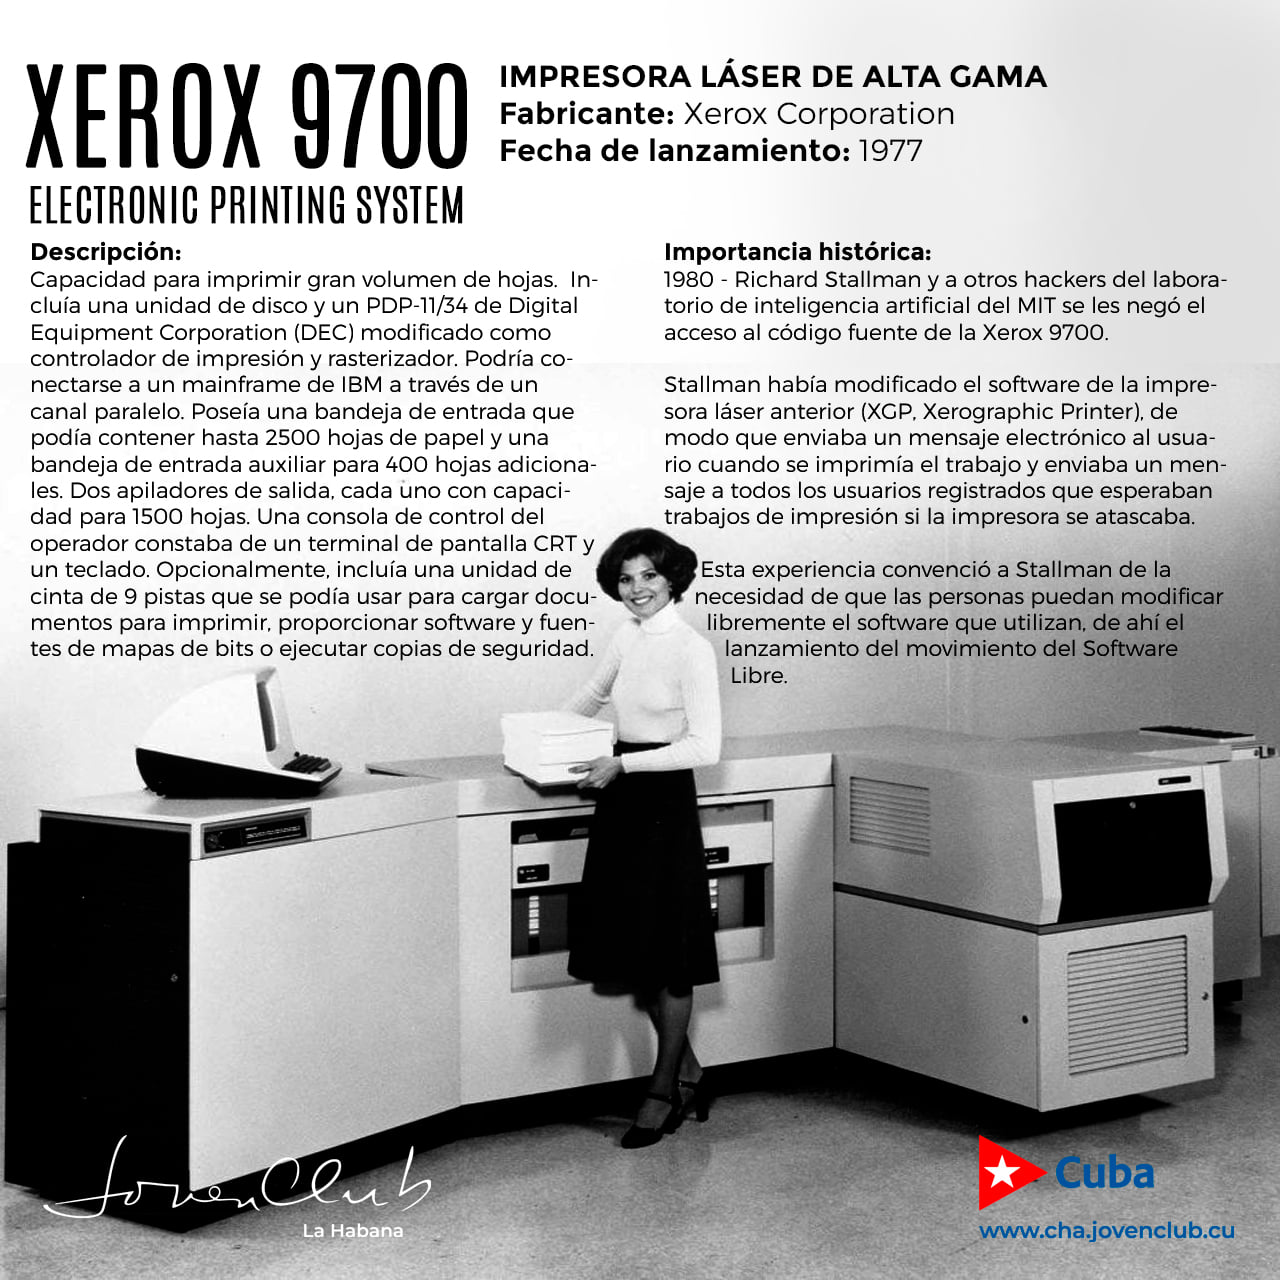 XEROX 9700
ELECTRONIC PRINTING SYSTEM
IMPRESORA LÁSER DE ALTA GAMA
Fabricante: Xerox Corporation
Fecha de lanzamiento: 1977
Descripción:
Capacidad para imprimir gran volumen de hojas.  In-
cluía una unidad de disco y un PDP-11/34 de Digital
Equipment Corporation (DEC) modificado como
controlador de impresión y rasterizador. Podría co-
nectarse a un mainframe de IBM a través de un
canal paralelo. Poseía una bandeja de entrada que
podía contener hasta 2500 hojas de papel y una
bandeja de entrada auxiliar para 400 hojas adiciona-
les. Dos apiladores de salida, cada uno con capaci-
dad para 1500 hojas. Una consola de control del
operador constaba de un terminal de pantalla CRT y
un teclado. Opcionalmente, incluía una unidad de
cinta de 9 pistas que se podía usar para cargar docu-
mentos para imprimir, proporcionar software y fuen-
tes de mapas de bits o ejecutar copias de seguridad.
Importancia histórica:
1980 - Richard Stallman y a otros hackers del labora-
torio de inteligencia artificial del MIT se les negó el
acceso al código fuente de la Xerox 9700.
Stallman había modificado el software de la impre-
sora láser anterior (XGP, Xerographic Printer), de
modo que enviaba un mensaje electrónico al usua-
rio cuando se imprimía el trabajo y enviaba un men-
saje a todos los usuarios registrados que esperaban
trabajos de impresión si la impresora se atascaba.
Esta experiencia convenció a Stallman de la
necesidad de que las personas puedan modificar
libremente el software que utilizan, de ahí el
lanzamiento del movimiento del Software
Libre.
JovenClub
La Habana
Cuba
www.cha.jovenclub.cu